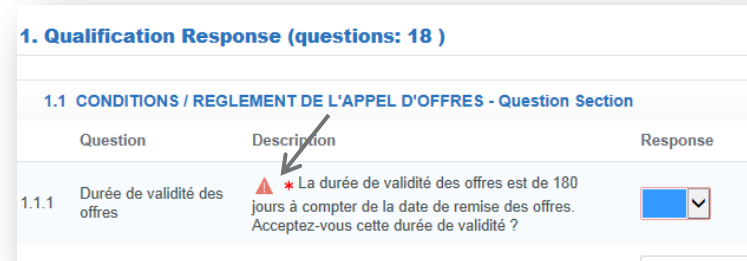 1. Qualification Response (questions: 18 )
1.1 CONDITIONS / REGLEMENT DE L'APPEL D'OFFRES - Question Section
Question Description Response
1.1.1 Durée de validité des offres * La durée de validité des offres est de 180
jours à compter de la date de remise des offres.
Acceptez-vous cette durée de validité ?